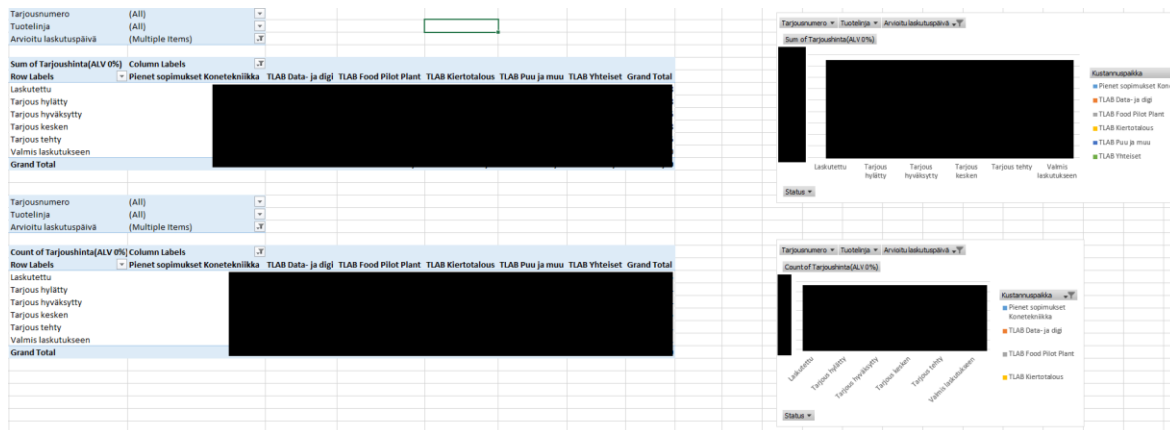 Tarjousnumero (All)
Tuotelinja (All)
Arvioitu laskutuspäivä (Multiple Items)
Sum of Tarjoushinta(ALV 0%) Column Labels
Row Labels Pienet sopimukset Konetekniikka TLAB Data- ja digi TLAB Food Pilot Plant TLAB Kiertotalous TLAB Puu ja muu TLAB Yhteiset Grand Total
Laskutettu
Tarjous hylätty
Tarjous hyväksytty
Tarjous kesken
Tarjous tehty
Valmis laskutukseen
Grand Total
Tarjousnumero (All)
Tuotelinja (All)
Arvioitu laskutuspäivä (Multiple Items)
Count of Tarjoushinta(ALV 0%) Column Labels
Row Labels Pienet sopimukset Konetekniikka TLAB Data- ja digi TLAB Food Pilot Plant TLAB Kiertotalous TLAB Puu ja muu TLAB Yhteiset Grand Total
Laskutettu
Tarjous hylätty
Tarjous hyväksytty
Tarjous kesken
Tarjous tehty
Valmis laskutukseen
Grand Total
Tarjousnumero Tuotelinja Arvioitu laskutuspäivä
Sum of Tarjoushinta(ALV 0%)
Kustannuspaikka
Pienet sopimukset Kone
TLAB Data- ja digi
TLAB Food Pilot Plant
TLAB Kiertotalous
TLAB Puu ja muu
TLAB Yhteiset
Laskutettu Tarjous hylätty Tarjous hyväksytty Tarjous kesken Tarjous tehty Valmis laskutukseen
Status
Tarjousnumero Tuotelinja Arvioitu laskutuspäivä
Count of Tarjoushinta(ALV 0%)
Kustannuspaikka
Pienet sopimukset
Konetekniikka
TLAB Data- ja digi
TLAB Food Pilot Plant
TLAB Kiertotalous
Laskutettu Tarjous hylätty Tarjous hyväksytty Tarjous kesken Tarjous tehty Valmis laskutukseen
Status